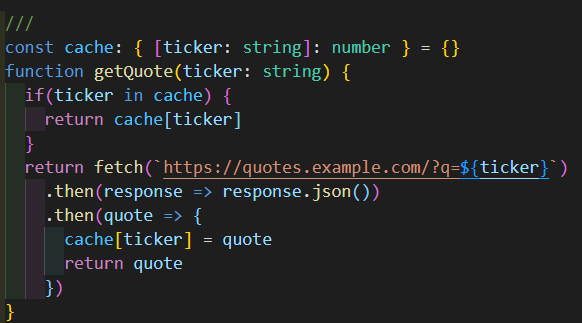 ///
const cache: { [ticker: string]: number } = {}
function getQuote(ticker: string) {
  if(ticker in cache) {
    return cache[ticker]
  }
  return fetch(`https://quotes.example.com/?q=${ticker}`)
    .then(response => response.json())
    .then(quote => {
      cache[ticker] = quote
      return quote
    })
}